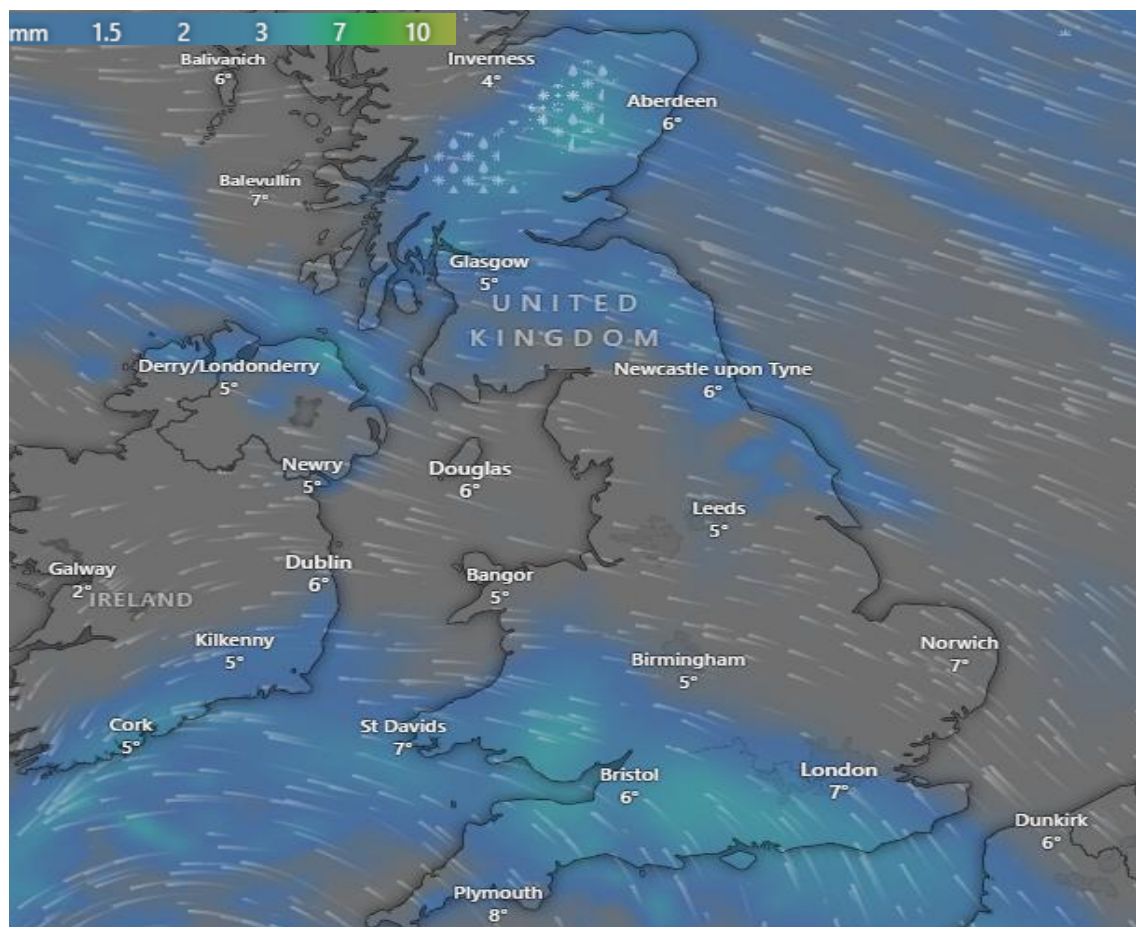 mm 1.5 2 3 7 10
Balivanich
6°
Inverness
4°
Aberdeen
6°
Balevullin
7°
Glasgow
5°
UNITED
KINGDOM
Derry/Londonderry
5°
Newcastle upon Tyne
6°
Newry
5°
Douglas
6°
Leeds
5°
Galway
2°
IRELAND
Dublin
6°
Bangor
5°
Kilkenny
5°
Birmingham
5°
Norwich
7°
Cork
5°
St Davids
7°
Bristol
6°
London
7°
Dunkirk
6°
Plymouth
8°